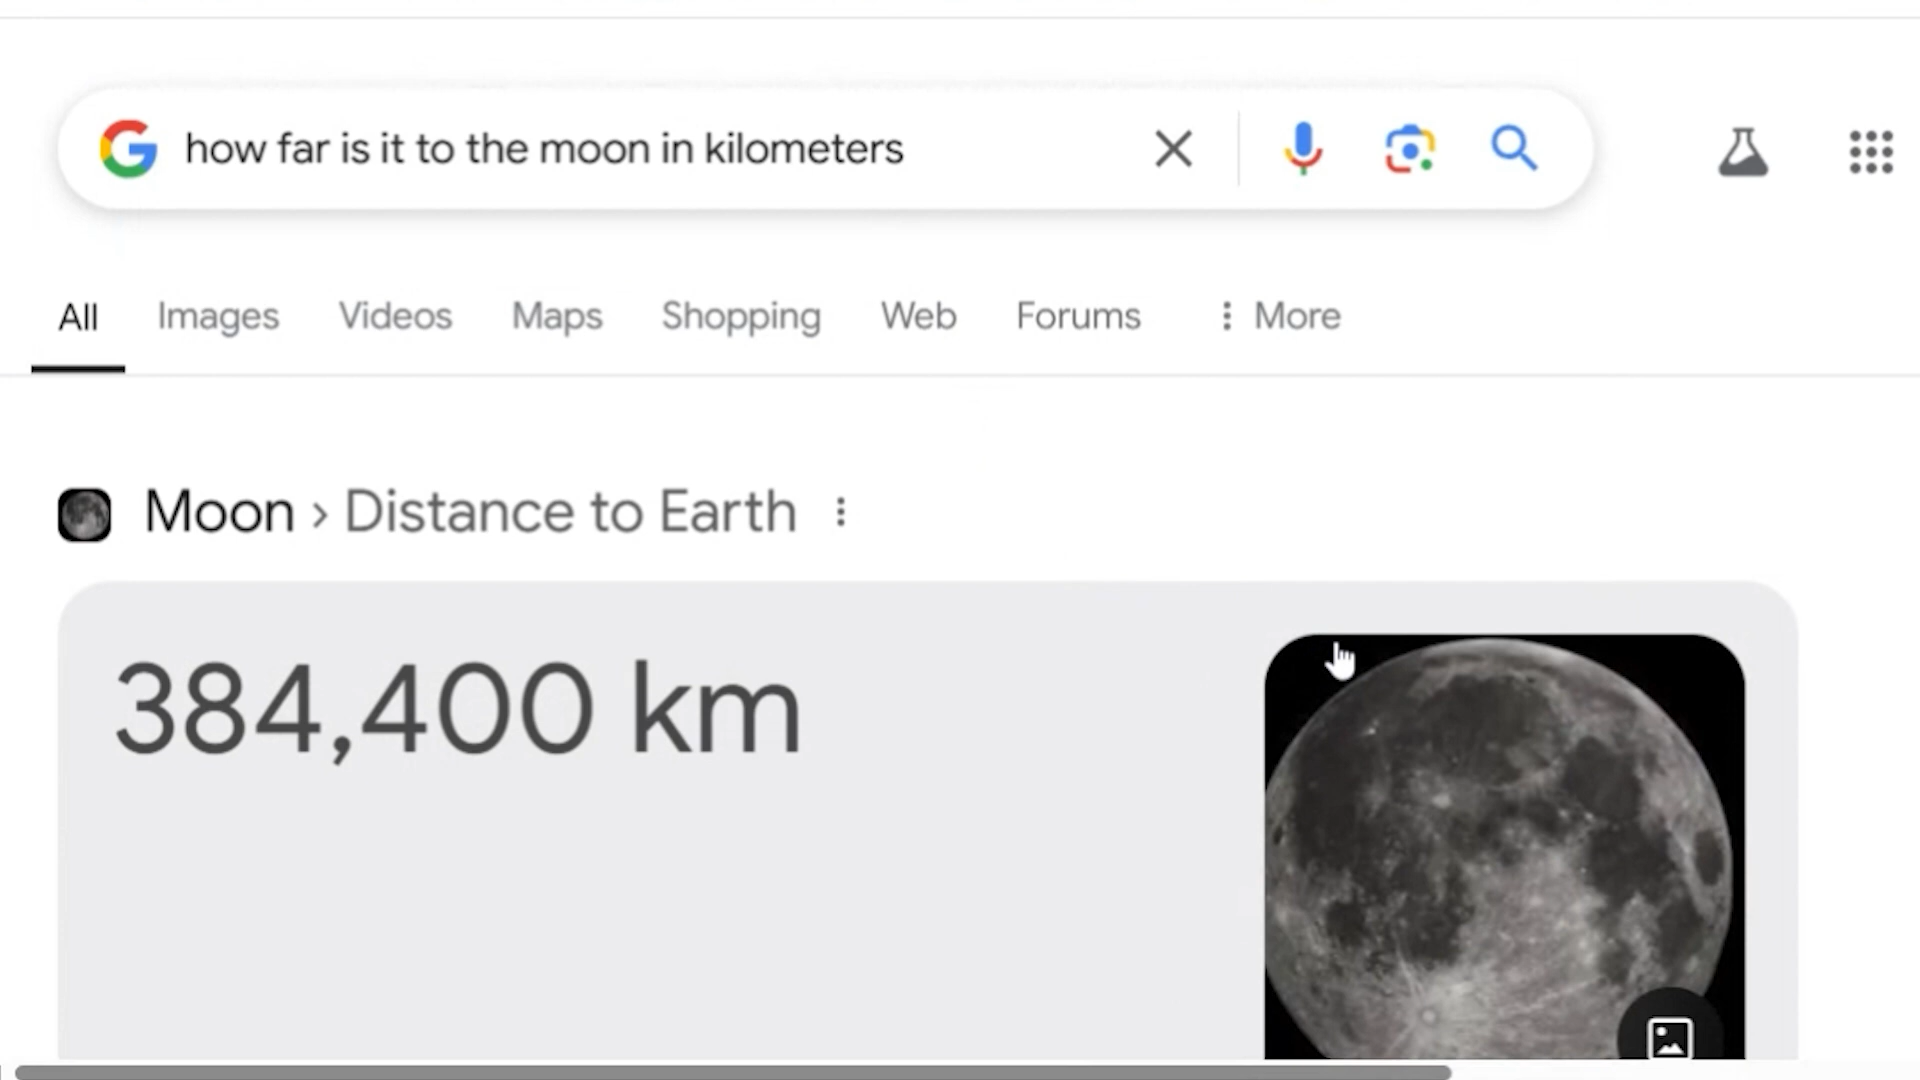 how far is it to the moon in kilometers
All Images Videos Maps Shopping Web Forums More
Moon › Distance to Earth
384,400 km